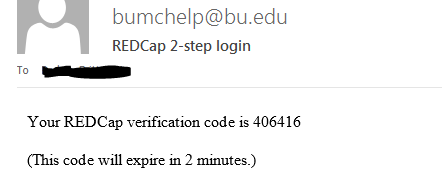 bumchelp@bu.edu
REDCap 2-step login
To
Your REDCap verification code is 406416
(This code will expire in 2 minutes.)